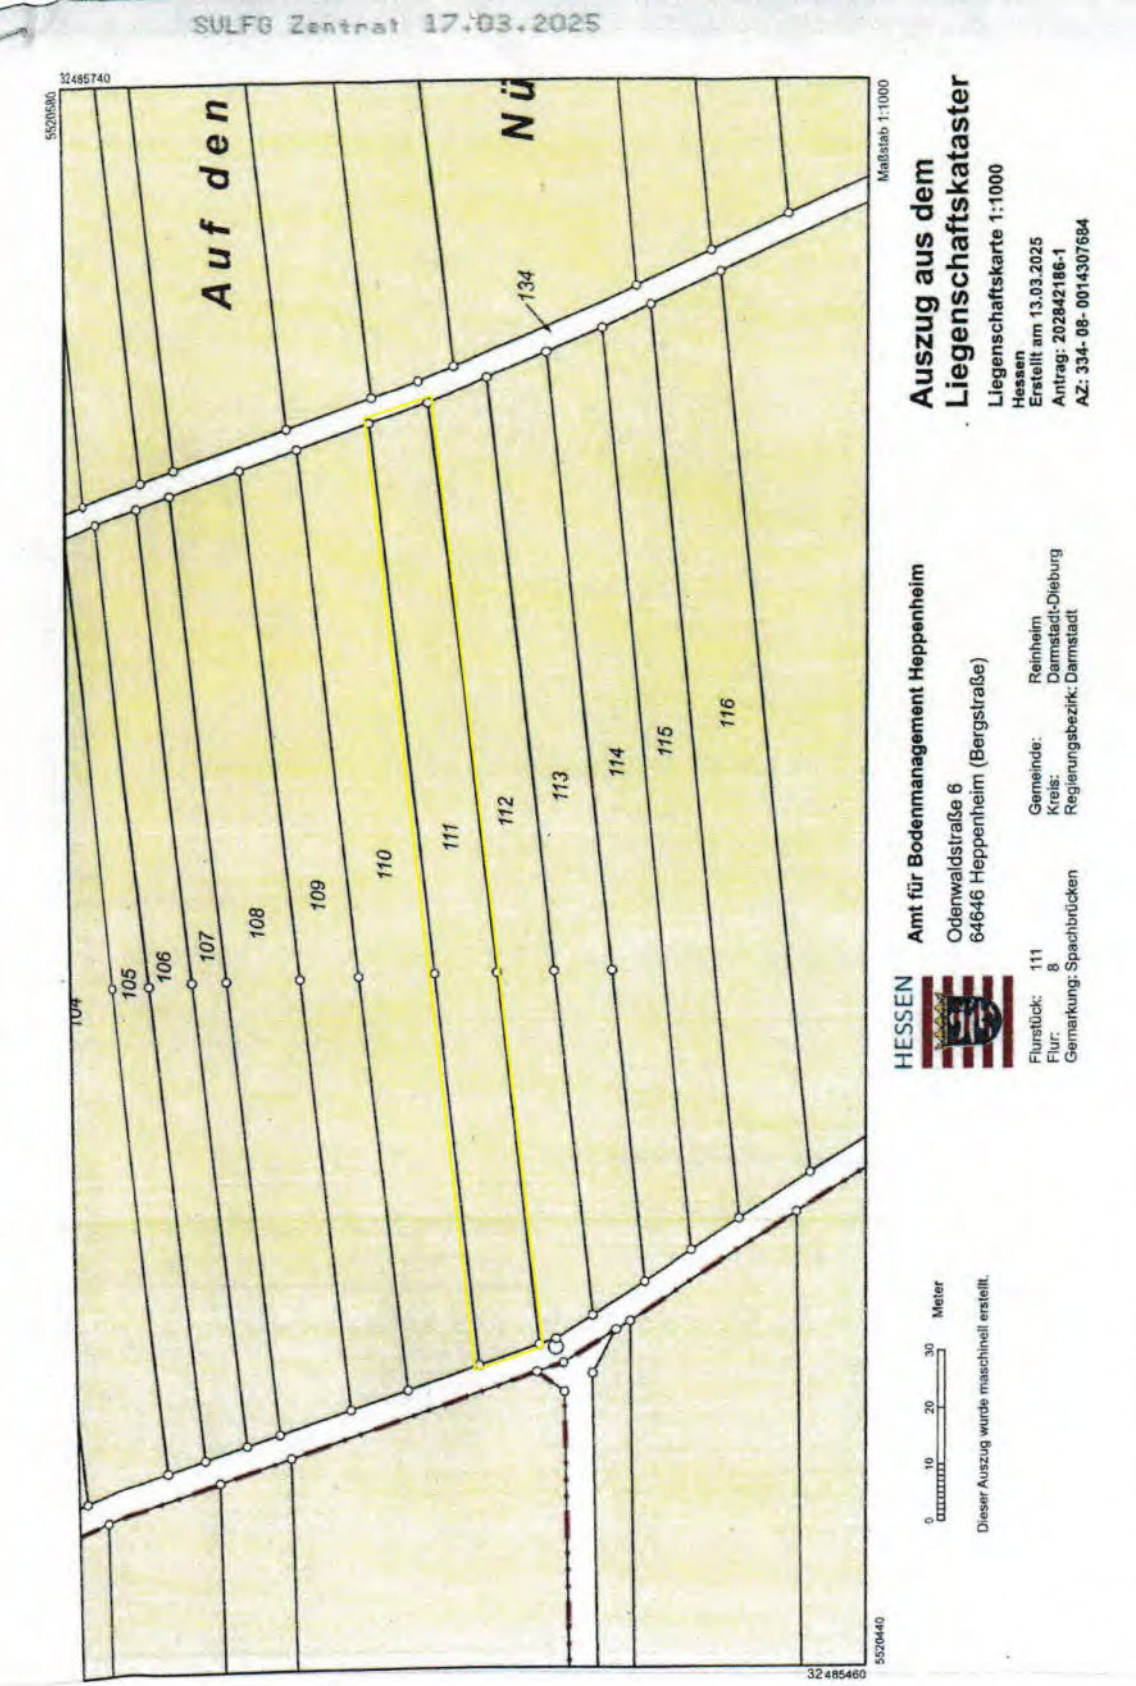 SVLFG Zentral 17.03.2025
32485740
5520580
Auf den
Nü
134
104
105
106
107
108
109
110
111
112
113
114
115
116
Maßstab 1:1000
5520440
32485460
Auszug aus dem
Liegenschaftskataster
Liegenschaftskarte 1:1000
Hessen
Erstellt am 13.03.2025
Antrag: 202842186-1
AZ: 334-08-0014307684
HESSEN
Amt für Bodenmanagement Heppenheim
Odenwaldstraße 6
64646 Heppenheim (Bergstraße)
Flurstück: 111
Flur: 8
Gemarkung: Spachbrücken
Gemeinde: Reinheim
Kreis: Darmstadt-Dieburg
Regierungsbezirk: Darmstadt
0 10 20 30 Meter
Dieser Auszug wurde maschinell erstellt.